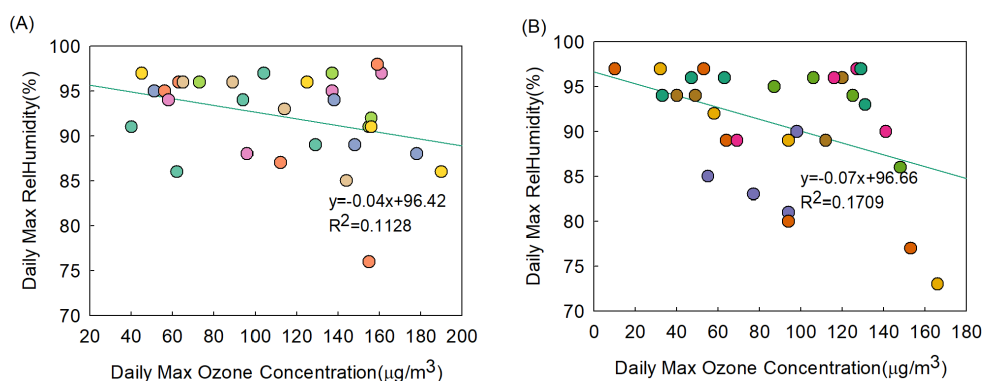 (A)
100
95
90
85
80
75
70
Daily Max RelHumidity(%)
y=-0.04x+96.42
R²=0.1128
20 40 60 80 100 120 140 160 180 200
Daily Max Ozone Concentration(μg/m³)
(B)
100
95
90
85
80
75
70
Daily Max RelHumidity(%)
y=-0.07x+96.66
R²=0.1709
0 20 40 60 80 100 120 140 160 180
Daily Max Ozone Concentration(μg/m³)